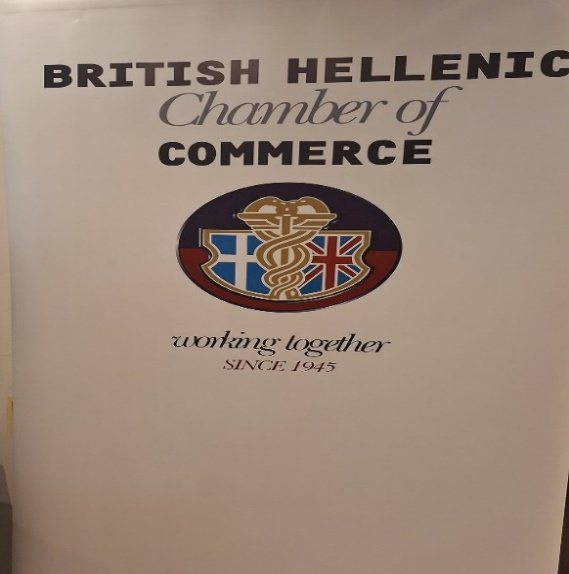 BRITISH HELLENIC
Chamber of
COMMERCE
working together
SINCE 1945